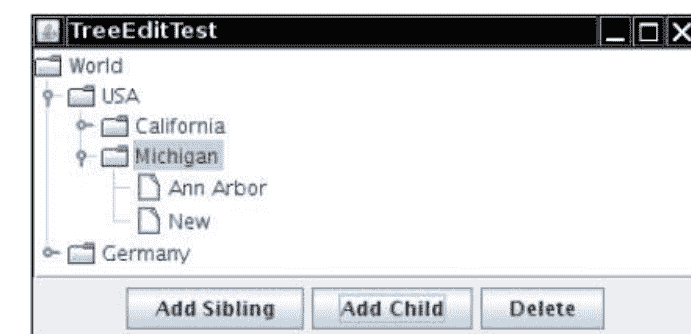 TreeEditTest
World
USA
California
Michigan
Ann Arbor
New
Germany
Add Sibling Add Child Delete